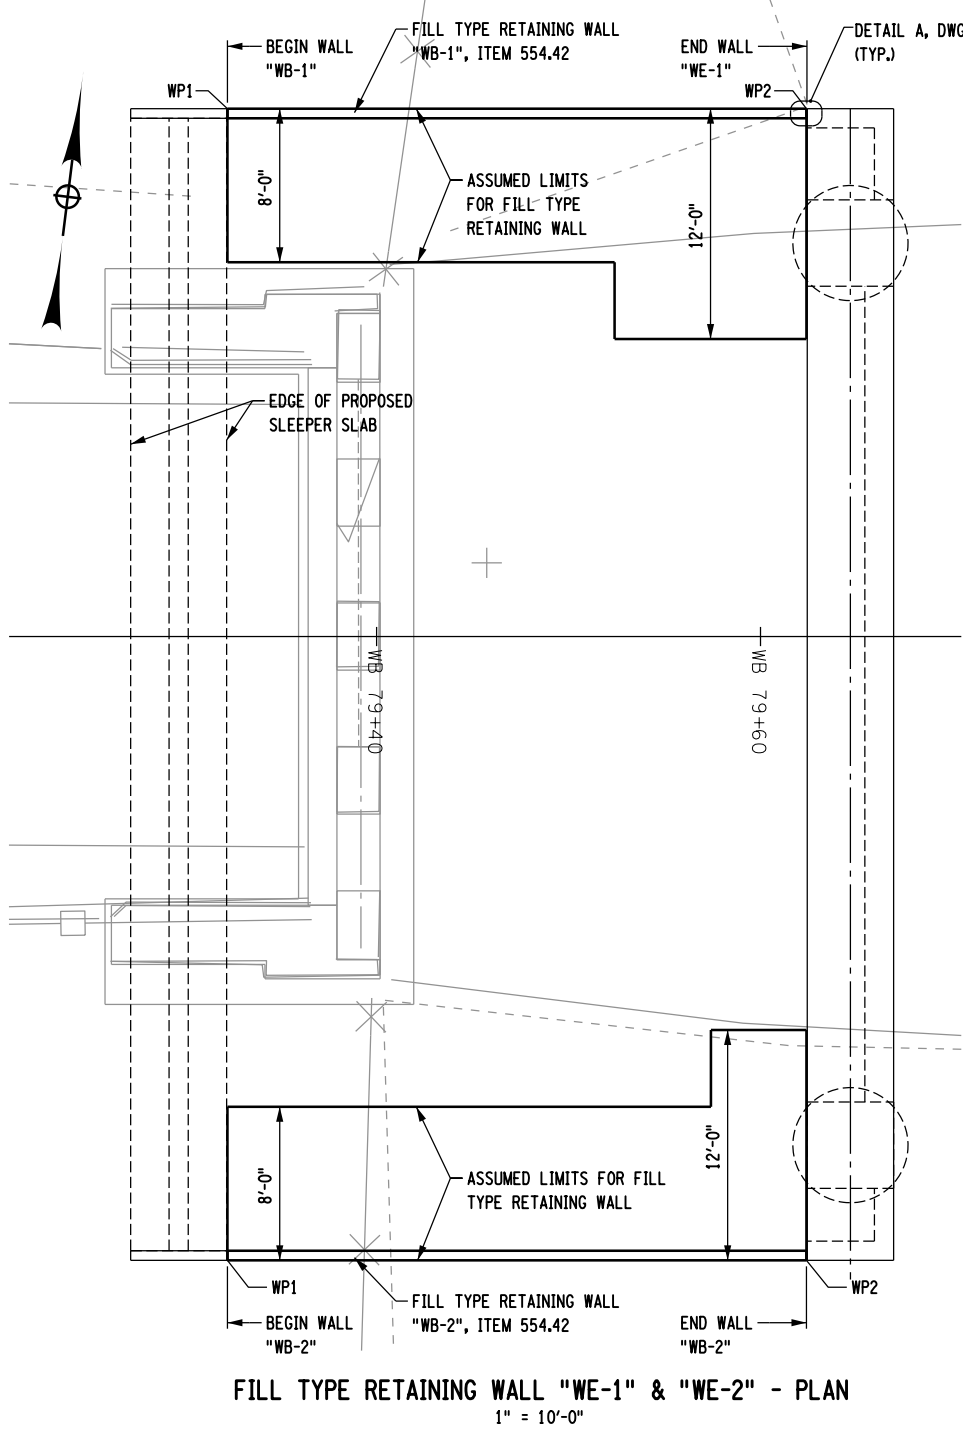 FILL TYPE RETAINING WALL
"WB-1", ITEM 554.42
BEGIN WALL
"WB-1"
END WALL
"WE-1"
DETAIL A, DWG
(TYP.)
WP1
WP2
8'-0"
ASSUMED LIMITS
FOR FILL TYPE
RETAINING WALL
12'-0"
EDGE OF PROPOSED
SLEEPER SLAB
WB 79+40
WB 79+60
8'-0"
ASSUMED LIMITS FOR FILL
TYPE RETAINING WALL
12'-0"
WP1
WP2
FILL TYPE RETAINING WALL
"WB-2", ITEM 554.42
BEGIN WALL
"WB-2"
END WALL
"WB-2"
FILL TYPE RETAINING WALL "WE-1" & "WE-2" - PLAN
1" = 10'-0"